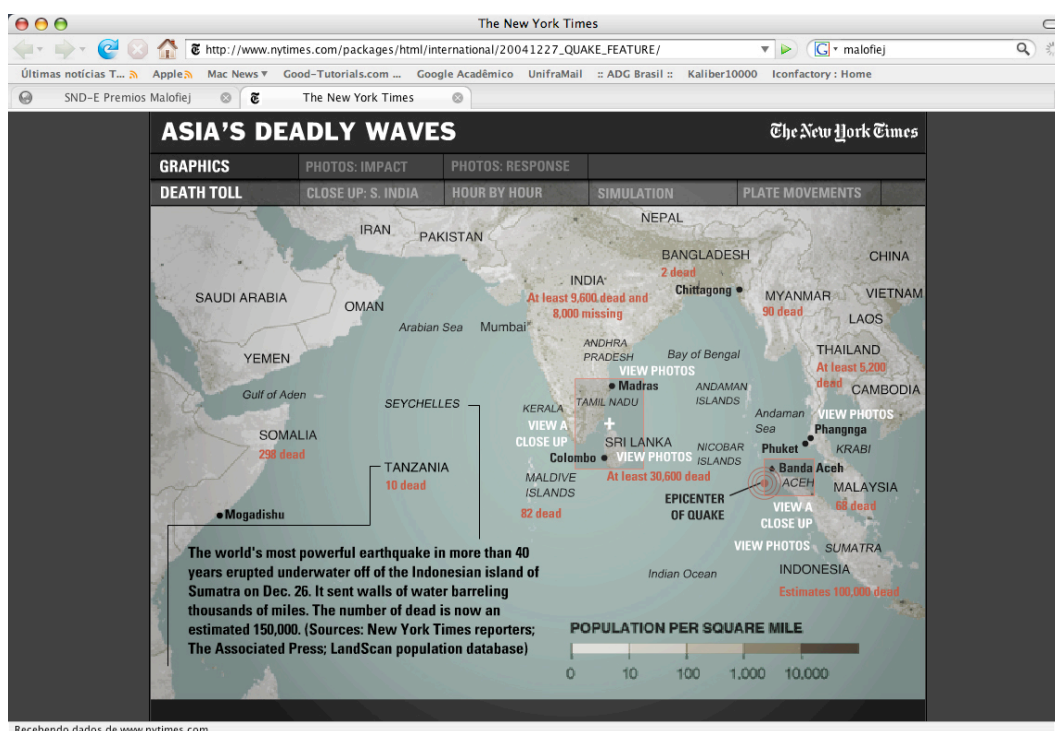 The New York Times
http://www.nytimes.com/packages/html/international/20041227_QUAKE_FEATURE/
malofiej
Últimas notícias T... Apple Mac News Good-Tutorials.com ... Google Acadêmico UnifraMail :: ADG Brasil :: Kaliber10000 Iconfactory : Home
SND-E Premios Malofiej The New York Times
ASIA'S DEADLY WAVES The New York Times
GRAPHICS PHOTOS: IMPACT PHOTOS: RESPONSE
DEATH TOLL CLOSE UP: S. INDIA HOUR BY HOUR SIMULATION PLATE MOVEMENTS
NEPAL
IRAN
PAKISTAN
BANGLADESH
2 dead
CHINA
INDIA
At least 9,600 dead and
8,000 missing
Chittagong
SAUDI ARABIA
OMAN
MYANMAR
90 dead
VIETNAM
LAOS
Arabian Sea
Mumbai
ANDHRA
PRADESH
Bay of Bengal
YEMEN
THAILAND
At least 5,200
dead
VIEW PHOTOS
Madras
Gulf of Aden
SEYCHELLES
KERALA
TAMIL NADU
ANDAMAN
ISLANDS
CAMBODIA
VIEW A
CLOSE UP
Andaman
Sea
VIEW PHOTOS
Phangnga
SOMALIA
298 dead
SRI LANKA
Colombo
VIEW PHOTOS
At least 30,600 dead
NICOBAR
ISLANDS
Phuket
KRABI
TANZANIA
10 dead
MALDIVE
ISLANDS
82 dead
Banda Aceh
ACEH
MALAYSIA
68 dead
EPICENTER
OF QUAKE
VIEW A
CLOSE UP
Mogadishu
VIEW PHOTOS
SUMATRA
INDONESIA
Estimates 100,000 dead
Indian Ocean
The world's most powerful earthquake in more than 40
years erupted underwater off of the Indonesian island of
Sumatra on Dec. 26. It sent walls of water barreling
thousands of miles. The number of dead is now an
estimated 150,000. (Sources: New York Times reporters;
The Associated Press; LandScan population database)
POPULATION PER SQUARE MILE
0 10 100 1,000 10,000
Recebendo dados de www.nytimes.com